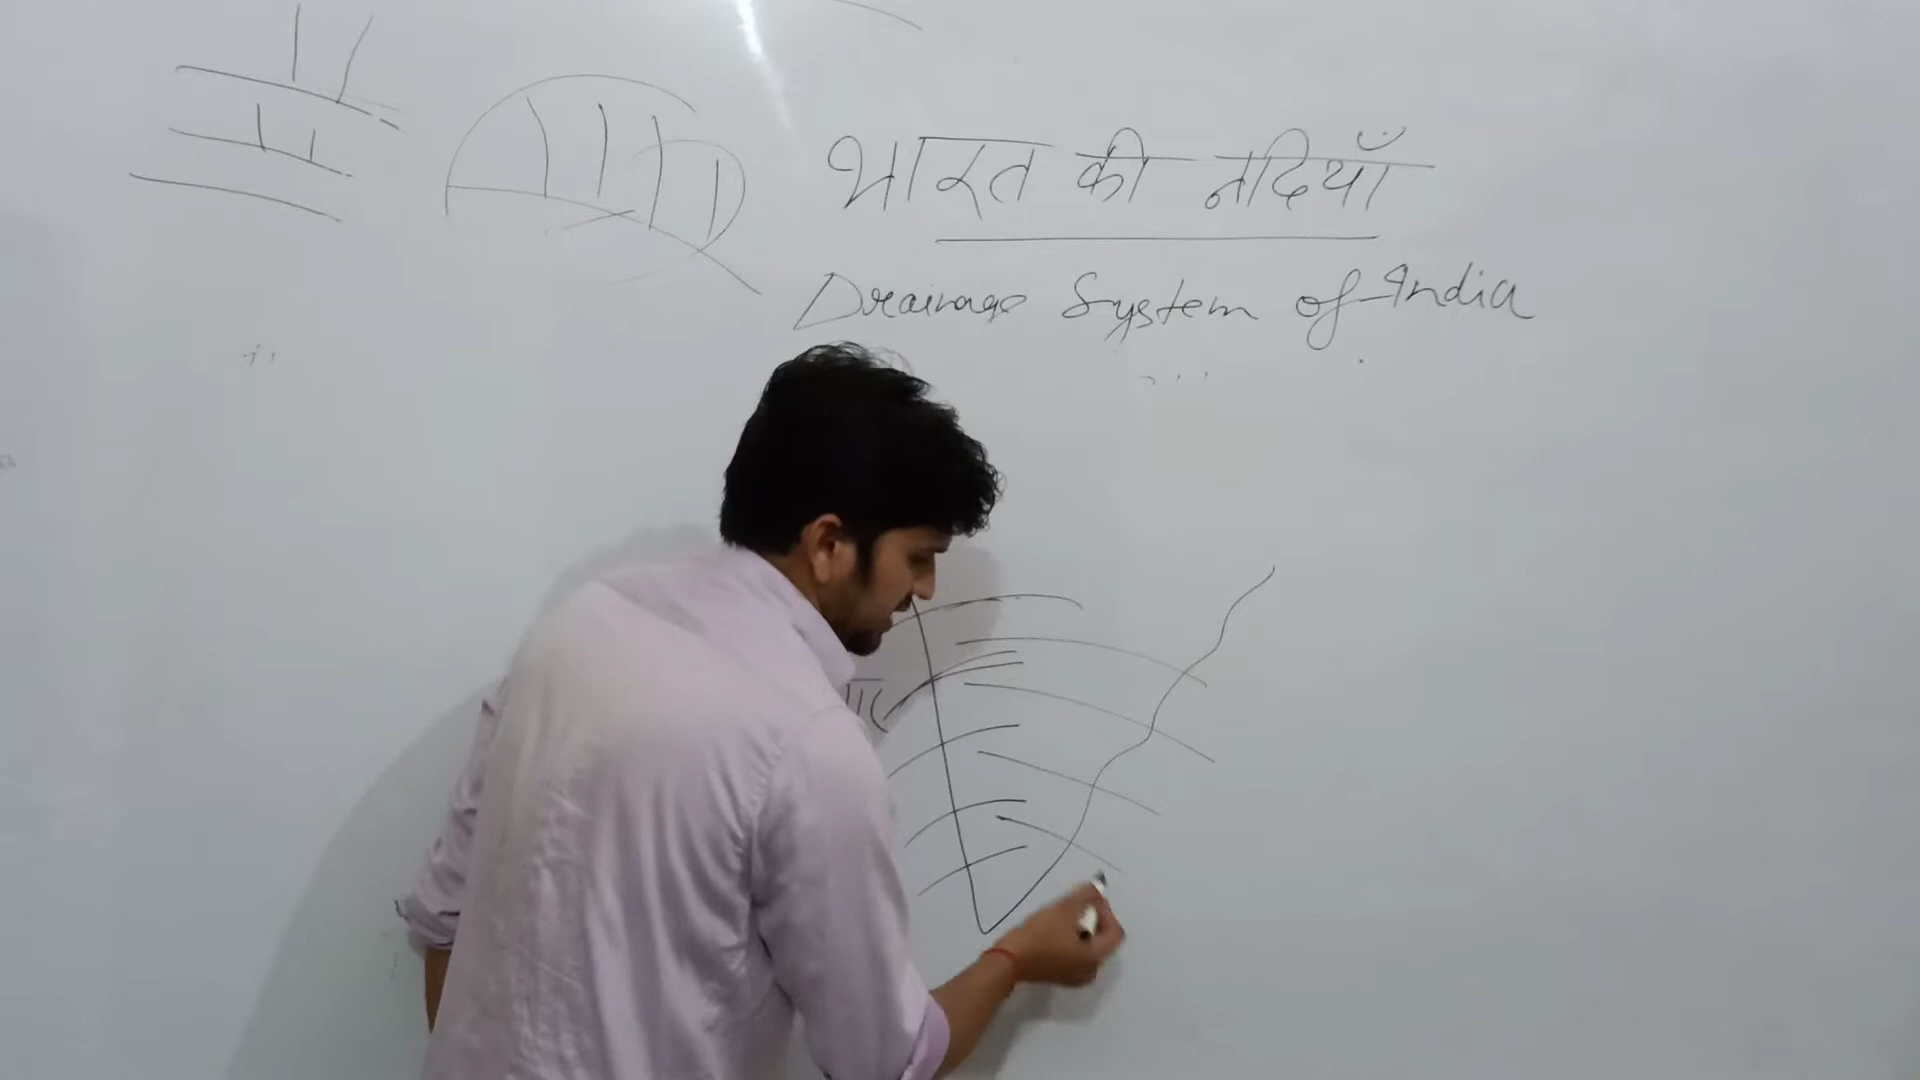 भारत की नदियाँ
Drainage System of India